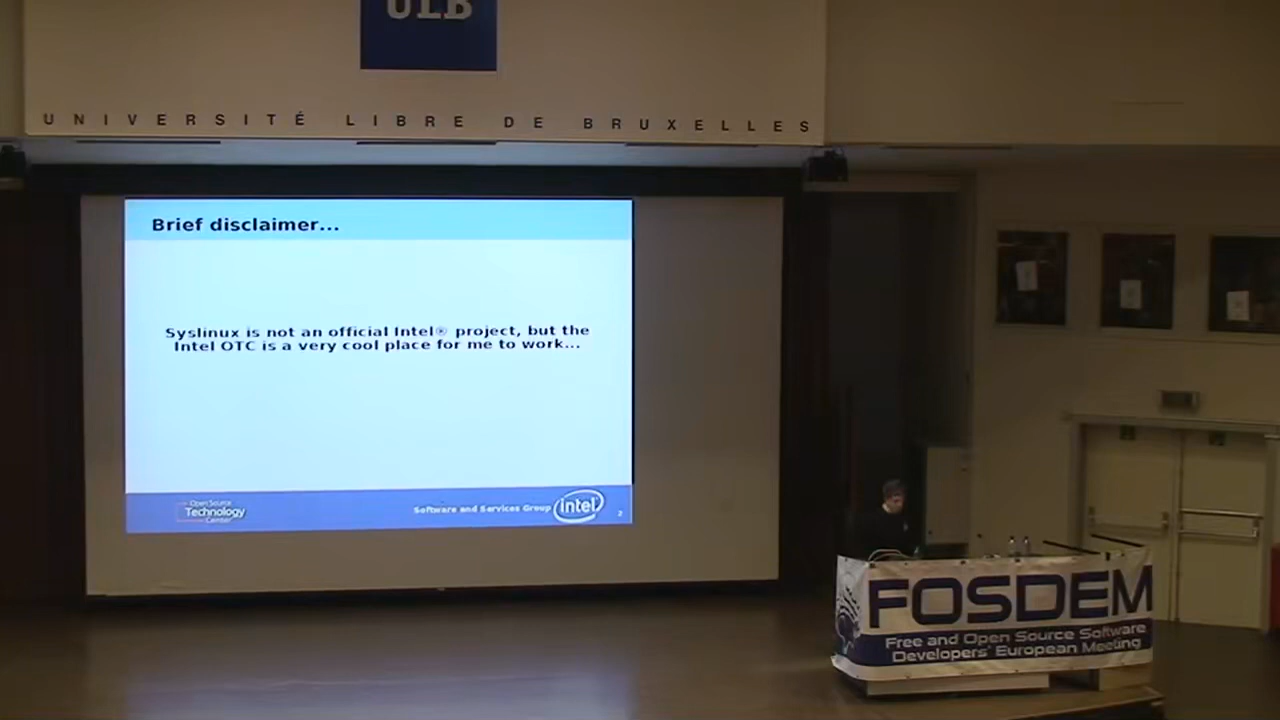 ULB
UNIVERSITÉ LIBRE DE BRUXELLES
Brief disclaimer...
Syslinux is not an official Intel® project, but the
Intel OTC is a very cool place for me to work...
Open Source
Technology
Center
Software and Services Group
intel
2
FOSDEM
Free and Open Source Software
Developers' European Meeting